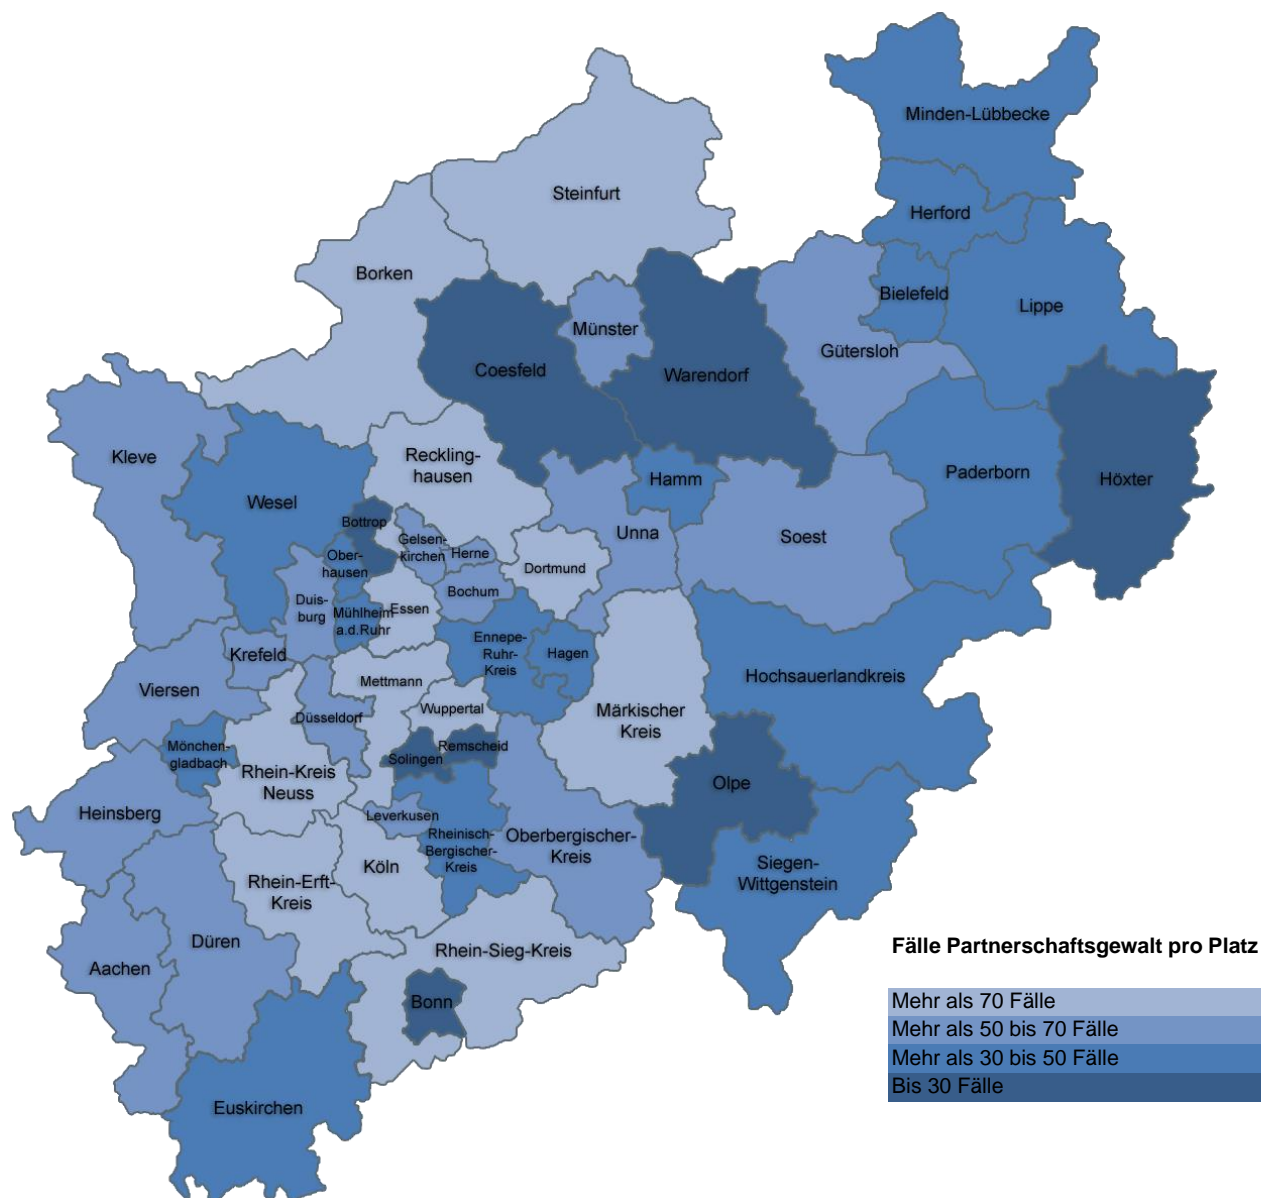 Minden-Lübbecke
Steinfurt
Herford
Borken
Bielefeld
Lippe
Münster
Gütersloh
Coesfeld
Warendorf
Kleve
Reckling-
hausen
Hamm
Paderborn
Höxter
Wesel
Bottrop
Gelsen-
kirchen
Herne
Unna
Soest
Ober-
hausen
Dortmund
Duis-
burg
Mühlheim
a.d.Ruhr
Essen
Bochum
Ennepe-
Ruhr-
Kreis
Hagen
Krefeld
Viersen
Mettmann
Hochsauerlandkreis
Düsseldorf
Wuppertal
Märkischer
Kreis
Mönchen-
gladbach
Solingen
Remscheid
Rhein-Kreis
Neuss
Olpe
Heinsberg
Leverkusen
Rheinisch-
Bergischer-
Kreis
Oberbergischer-
Kreis
Köln
Siegen-
Wittgenstein
Rhein-Erft-
Kreis
Düren
Aachen
Rhein-Sieg-Kreis
Bonn
Euskirchen
Fälle Partnerschaftsgewalt pro Platz
Mehr als 70 Fälle
Mehr als 50 bis 70 Fälle
Mehr als 30 bis 50 Fälle
Bis 30 Fälle